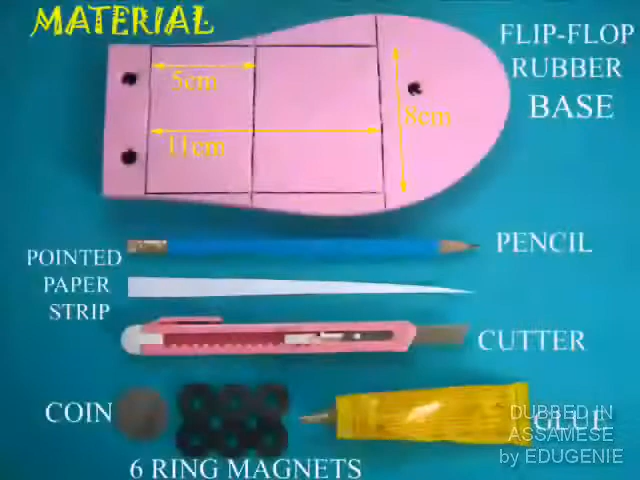 MATERIAL
FLIP-FLOP
RUBBER
BASE
5cm
8cm
11cm
PENCIL
POINTED
PAPER
STRIP
CUTTER
COIN
GLUE
6 RING MAGNETS
DUBBED IN
ASSAMESE
by EDUGENIE